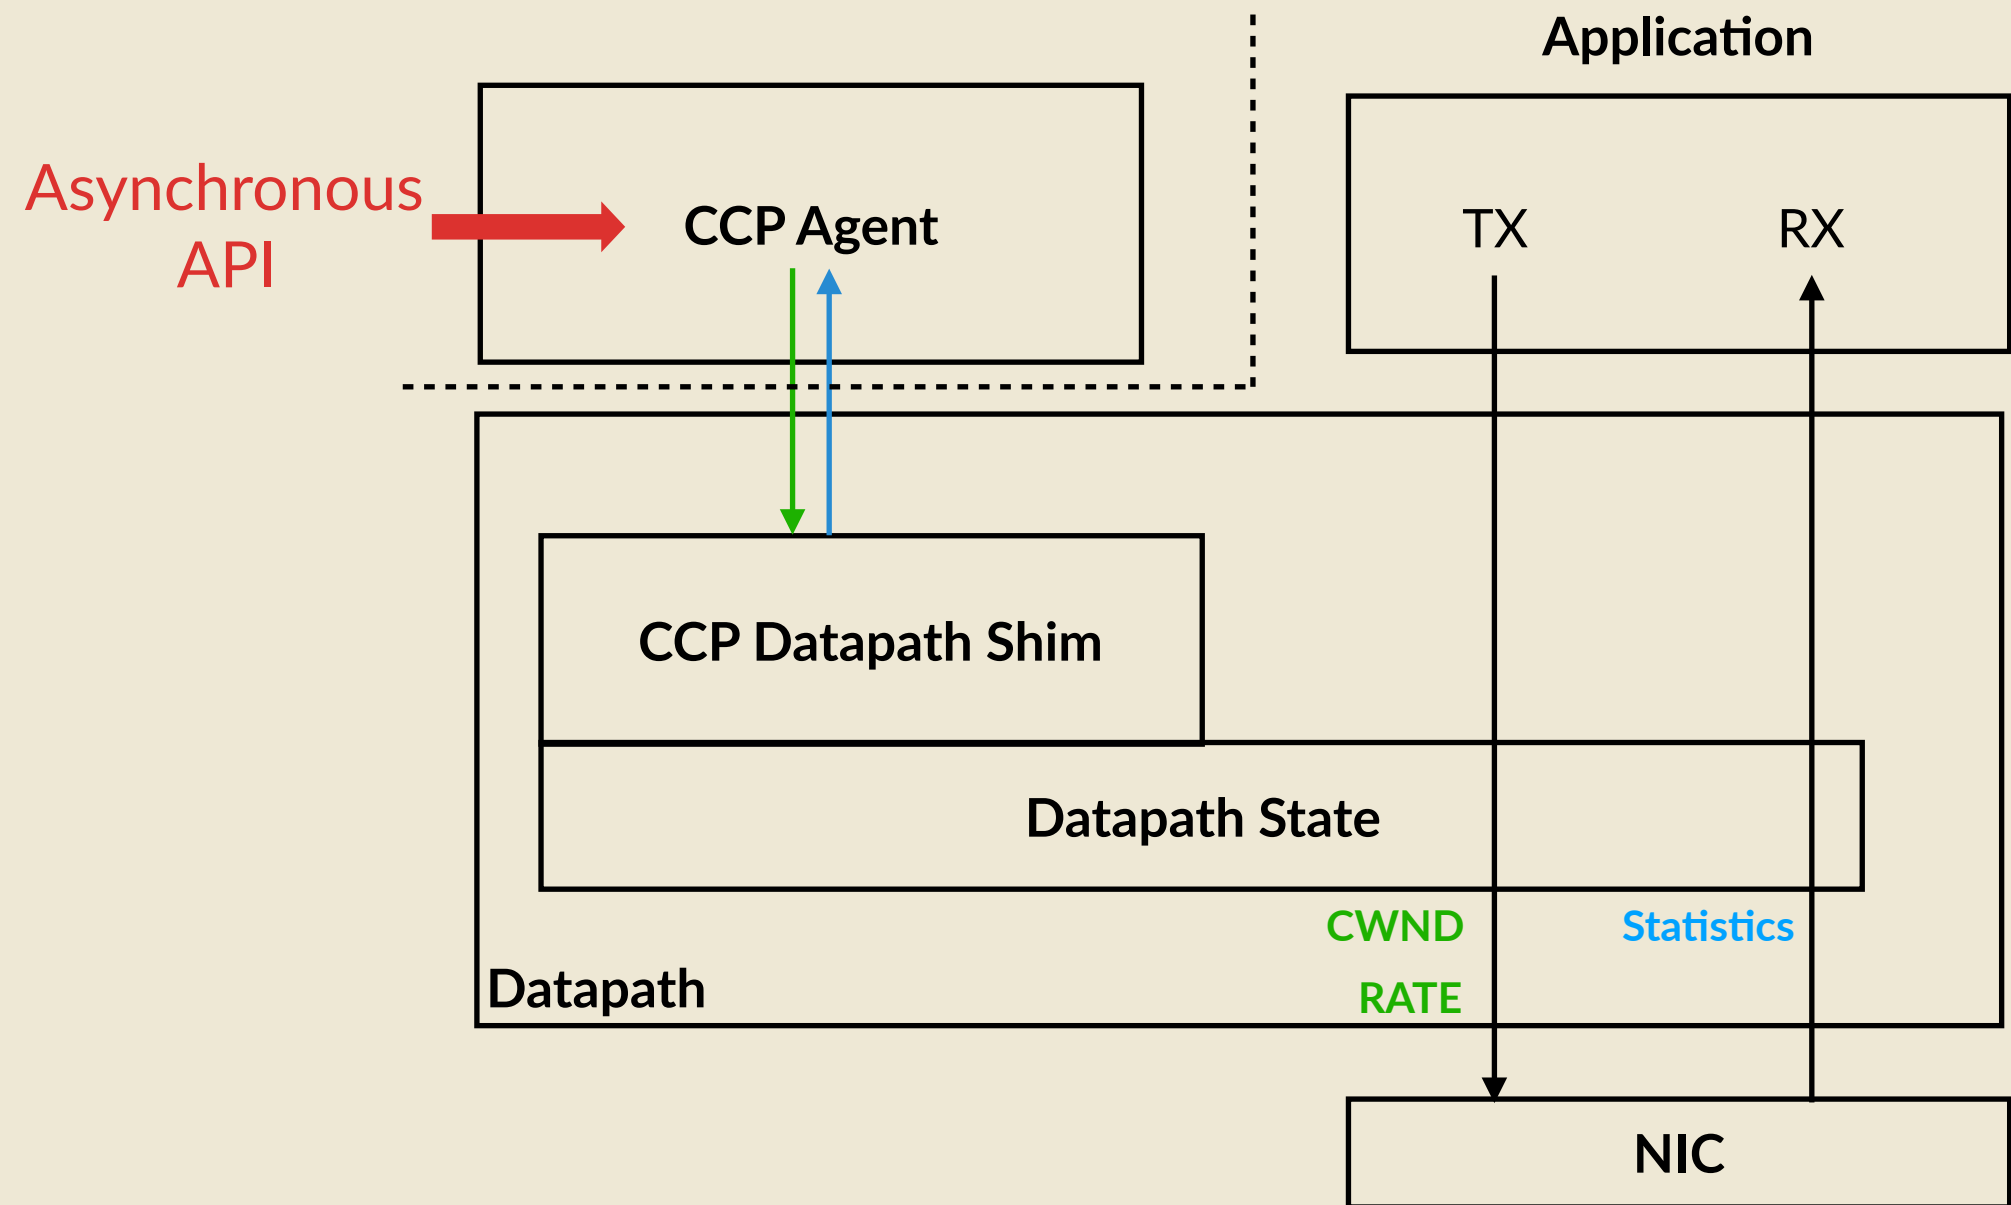 Application
Asynchronous
API
CCP Agent
TX
RX
CCP Datapath Shim
Datapath State
CWND
Statistics
RATE
Datapath
NIC